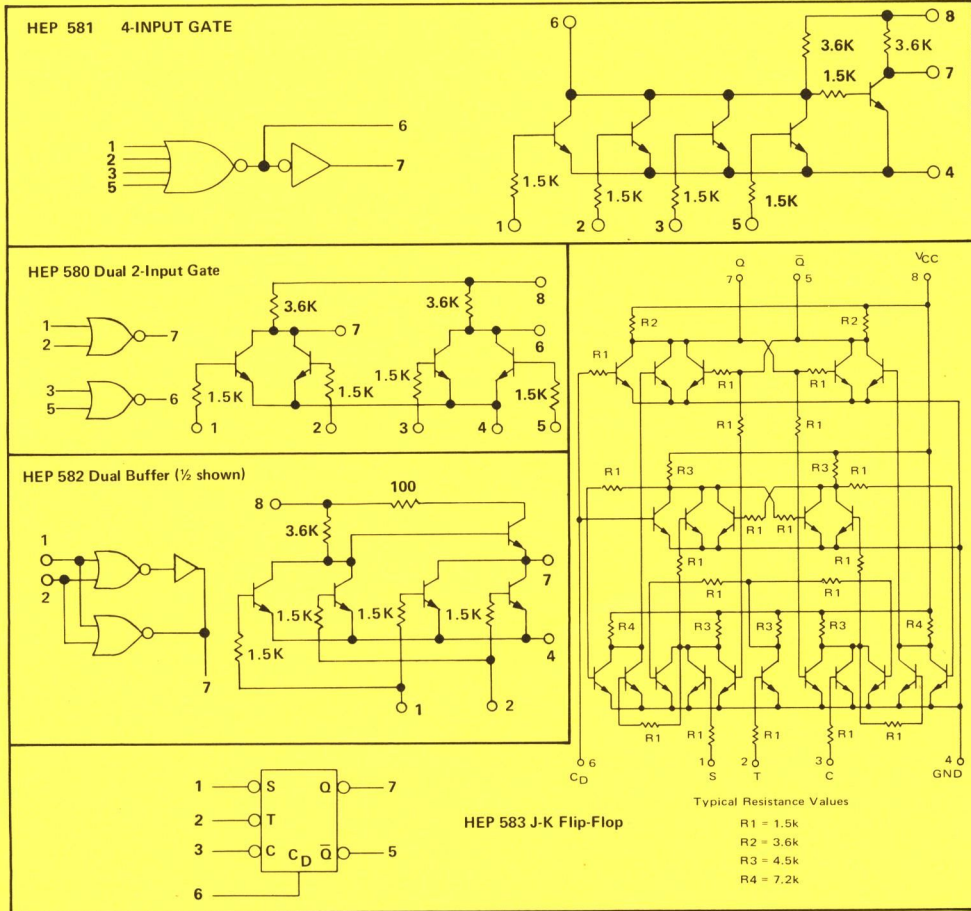 HEP 581 4-INPUT GATE
1
2
3
5
6
7
6
8
3.6K
3.6K
1.5K
7
4
1.5K
1.5K
1.5K
1.5K
1
2
3
5
HEP 580 Dual 2-Input Gate
1
2
7
3
5
6
3.6K
3.6K
8
7
6
1.5K
1.5K
1.5K
1.5K
1
2
3
4
5
HEP 582 Dual Buffer (½ shown)
1
2
7
8
100
3.6K
7
1.5K
1.5K
1.5K
1.5K
4
1
2
Q
Q̄
VCC
7
5
8
R2
R2
R1
R1
R1
R1
R1
R1
R3
R3
R1
R1
R1
R1
R1
R1
R1
R4
R3
R3
R3
R4
R1
R1
R1
R1
R1
6
1
2
3
4
CD
S
T
C
GND
Typical Resistance Values
R1 = 1.5k
R2 = 3.6k
R3 = 4.5k
R4 = 7.2k
1
S
Q
7
2
T
3
C
CD
Q̄
5
6
HEP 583 J-K Flip-Flop